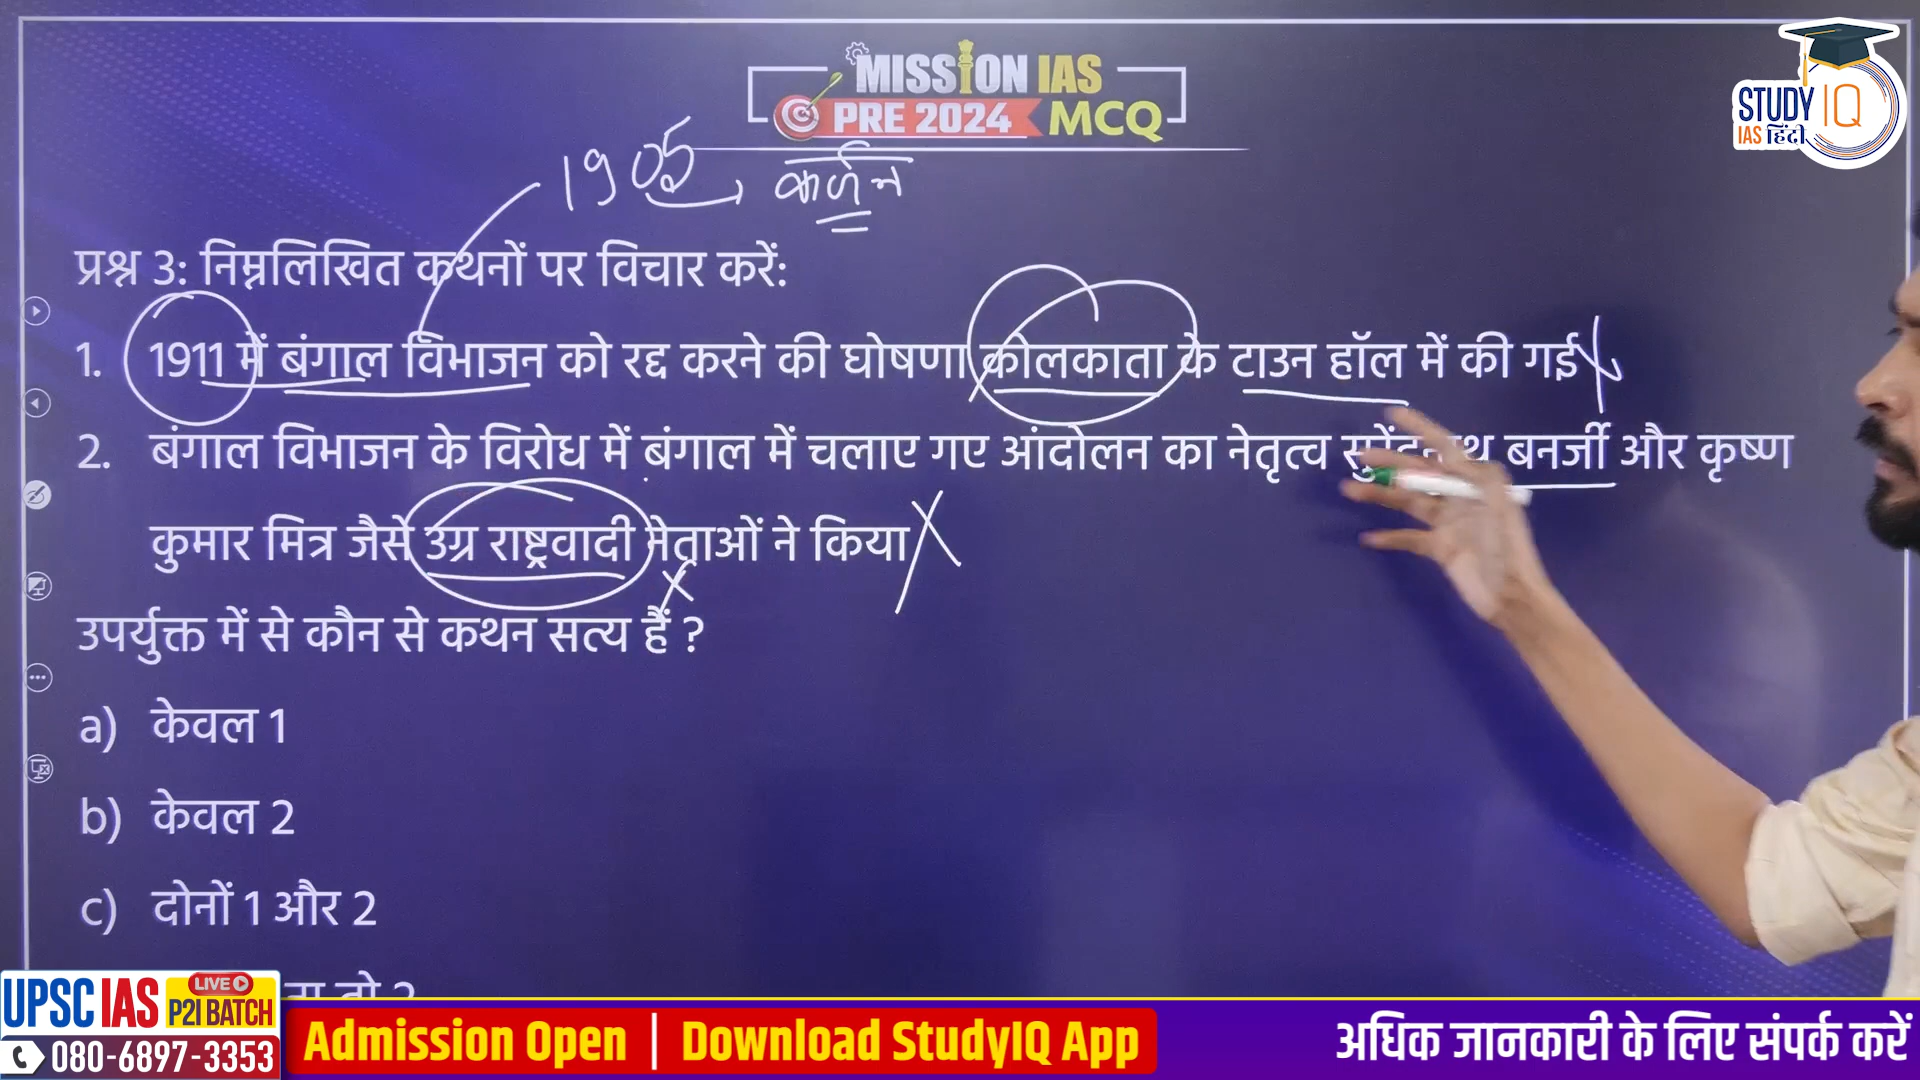 MISSION IAS
PRE 2024 MCQ
STUDY IQ
IAS हिंदी
1905 कर्जन
प्रश्न 3: निम्नलिखित कथनों पर विचार करें:
1. 1911 में बंगाल विभाजन को रद्द करने की घोषणा कोलकाता के टाउन हॉल में की गई
2. बंगाल विभाजन के विरोध में बंगाल में चलाए गए आंदोलन का नेतृत्व बनर्जी और कृष्ण
कुमार मित्र जैसे उग्र राष्ट्रवादी नेताओं ने किया
उपर्युक्त में से कौन से कथन सत्य हैं ?
a) केवल 1
b) केवल 2
c) दोनों 1 और 2
UPSC IAS LIVE P2I BATCH
080-6897-3353
Admission Open | Download StudyIQ App
अधिक जानकारी के लिए संपर्क करें